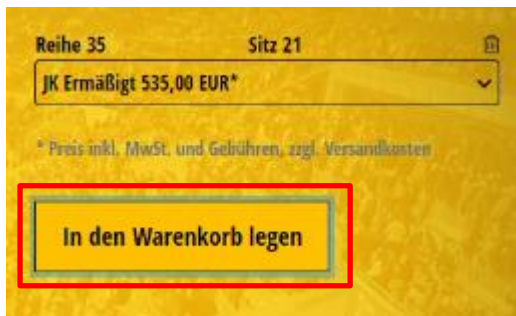 Reihe 35 Sitz 21
JK Ermäßigt 535,00 EUR*
* Preis inkl. MwSt. und Gebühren, zzgl. Versandkosten
In den Warenkorb legen